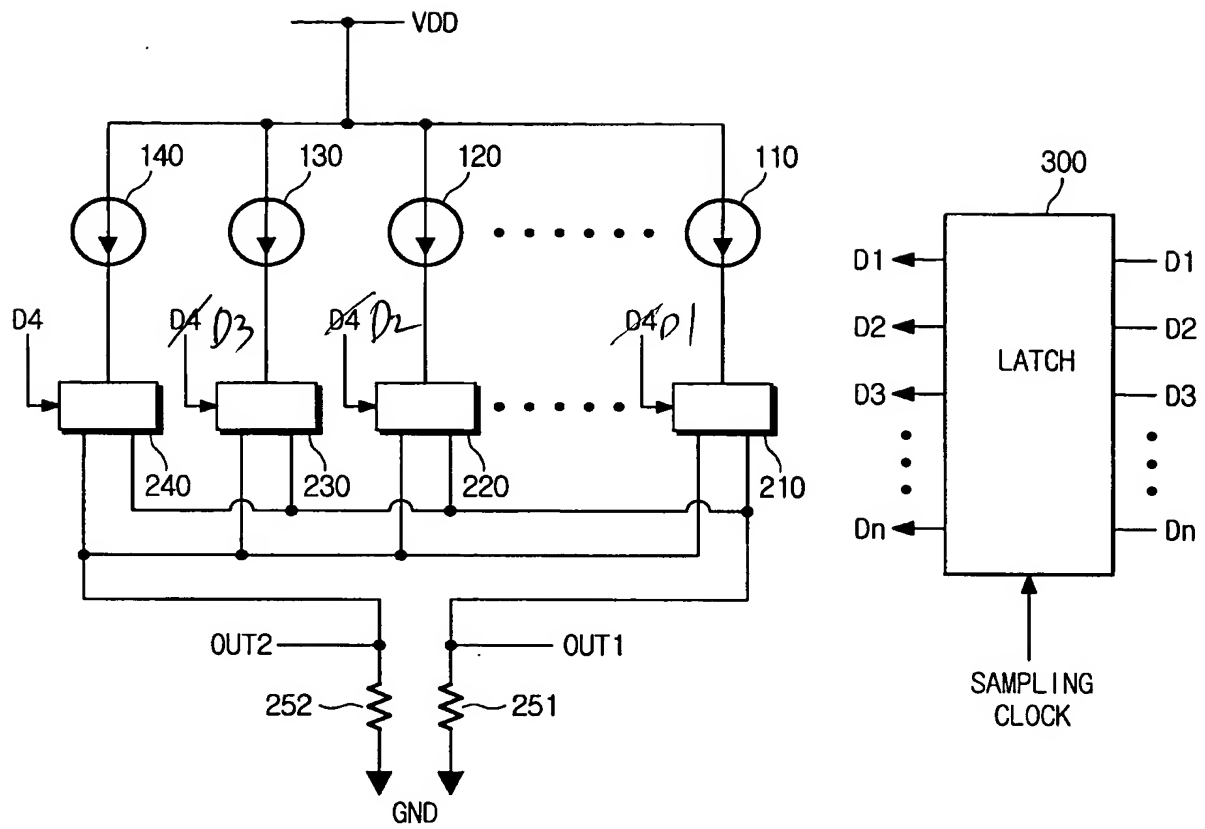 VDD
140 130 120 110
300
D4 D4 D3 D4 D2 D4 D1
240 230 220 210
OUT2 OUT1
252 251
GND
D1 D1
D2 D2
LATCH
D3 D3
Dn Dn
SAMPLING
CLOCK